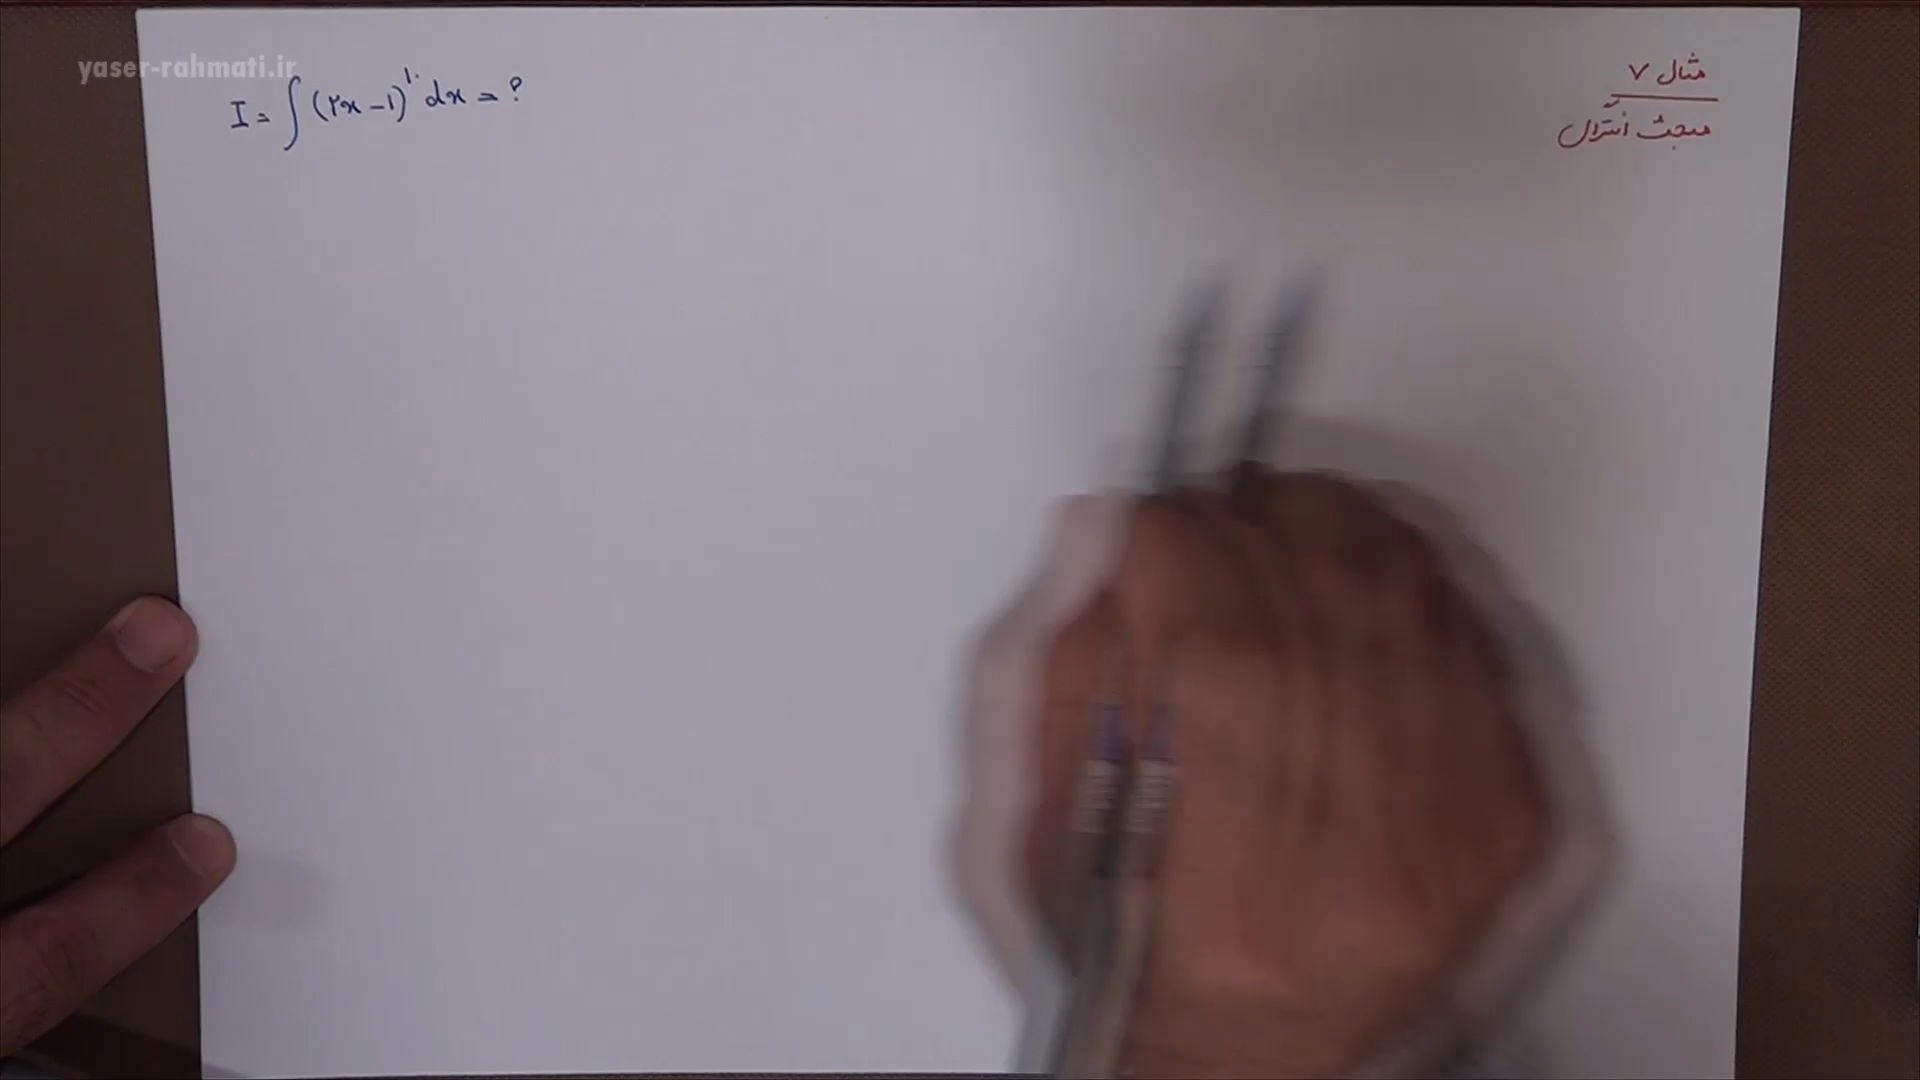 yaser-rahmati.ir
مثال ۷
مبحث انتگرال
I = ∫ (۲x - ۱)^۱۰ dx = ?